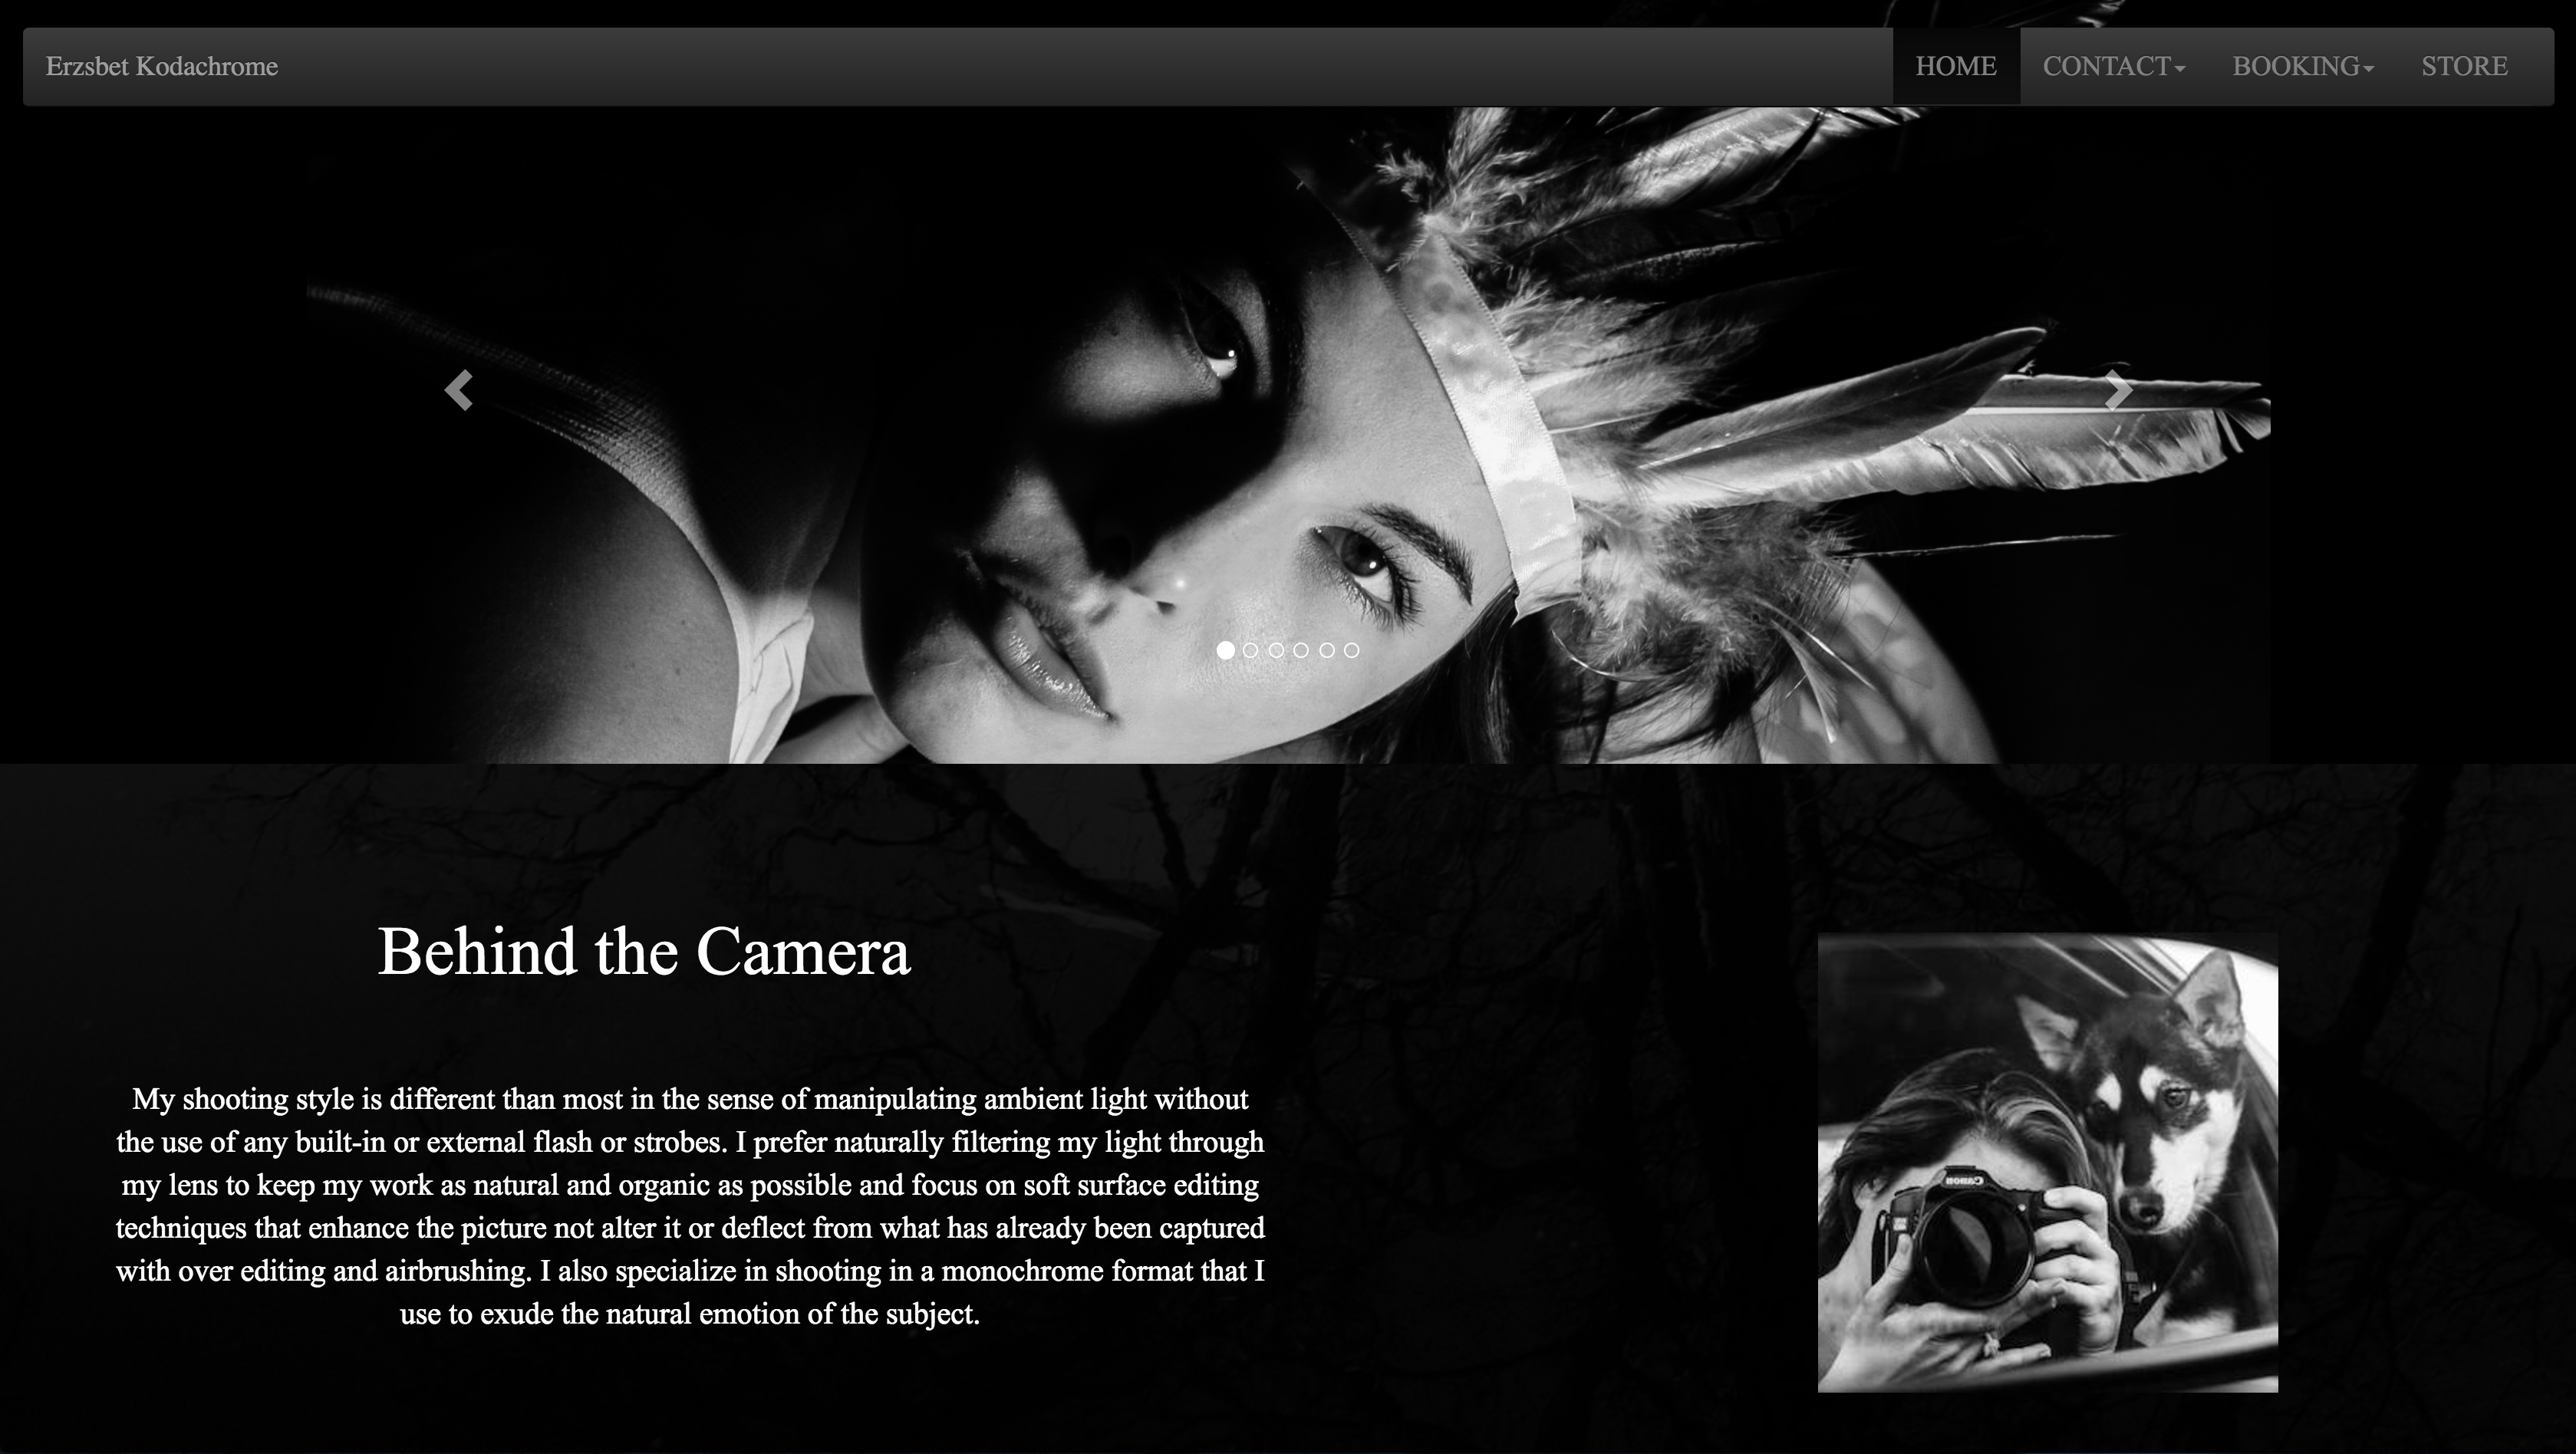 Erzsbet Kodachrome
HOME CONTACT BOOKING STORE
Behind the Camera
My shooting style is different than most in the sense of manipulating ambient light without
the use of any built-in or external flash or strobes. I prefer naturally filtering my light through
my lens to keep my work as natural and organic as possible and focus on soft surface editing
techniques that enhance the picture not alter it or deflect from what has already been captured
with over editing and airbrushing. I also specialize in shooting in a monochrome format that I
use to exude the natural emotion of the subject.
Canon